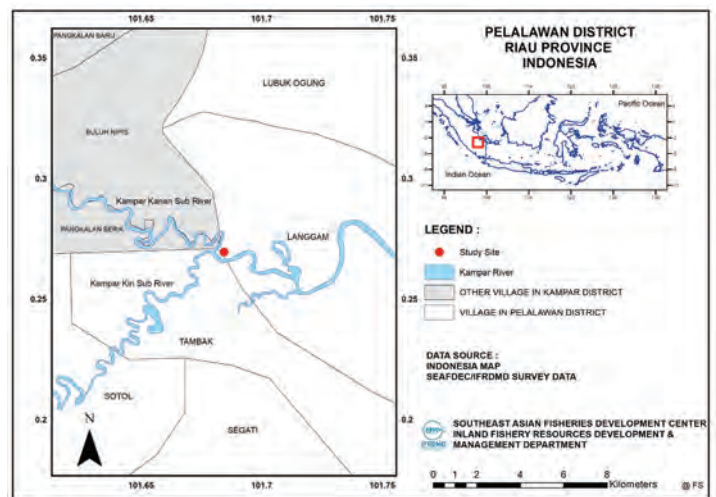 101.65 101.7 101.75
PANGKALAN BARU
0.35 0.35
LUBUK OGUNG
BULUH NIPIS
0.3 0.3
Kampar Kanan Sub River
PANGKALAN SERIK
LANGGAM
Kampar Kiri Sub River
0.25 0.25
TAMBAK
SOTOL
0.2 0.2
N
SEGATI
101.65 101.7 101.75
PELALAWAN DISTRICT
RIAU PROVINCE
INDONESIA
Pacific Ocean
Indian Ocean
LEGEND :
Study Site
Kampar River
OTHER VILLAGE IN KAMPAR DISTRICT
VILLAGE IN PELALAWAN DISTRICT
DATA SOURCE :
INDONESIA MAP
SEAFDEC/IFRDMD SURVEY DATA
SOUTHEAST ASIAN FISHERIES DEVELOPMENT CENTER
INLAND FISHERY RESOURCES DEVELOPMENT &
MANAGEMENT DEPARTMENT
0 1 2 4 6 8
Kilometers
@ FS